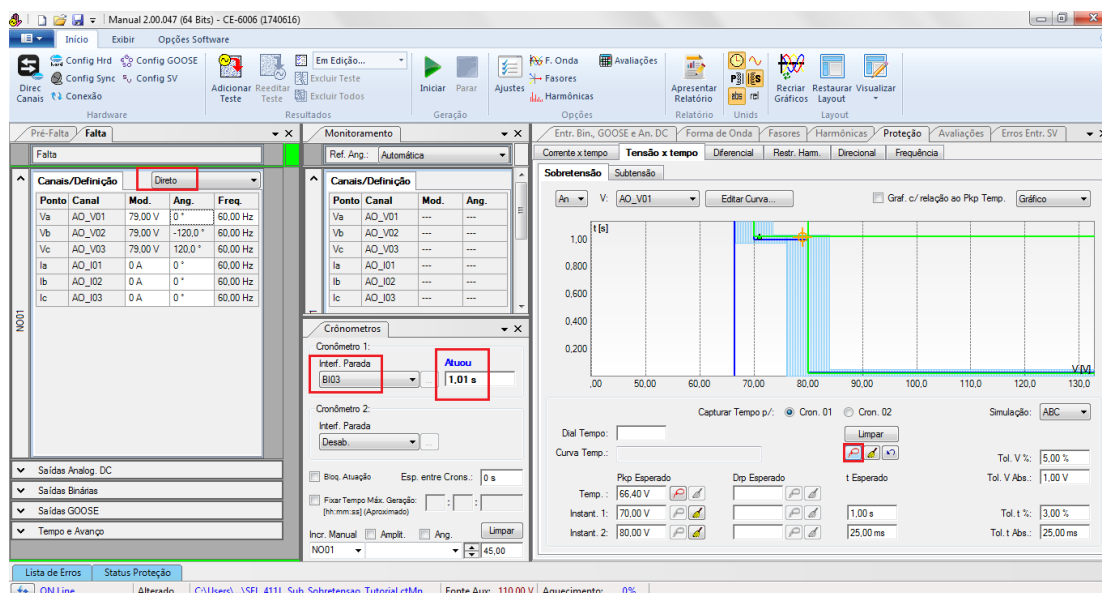 Manual 2.00.047 (64 Bits) - CE-6006 (1740616)
Início Exibir Opções Software
Direc Canais
Config Hrd Config GOOSE
Config Sync Config SV
Conexão
Hardware
Adicionar Teste
Reeditar Teste
Em Edição...
Excluir Teste
Excluir Todos
Resultados
Iniciar Parar
Geração
Ajustes
F. Onda Avaliações
Fasores
Harmônicas
Opções
Apresentar Relatório
Relatório
abs rel
Unids
Recriar Gráficos
Restaurar Layout
Visualizar
Layout
Pré-Falta Falta
Falta
Canais/Definição Direto
Ponto Canal Mod. Ang. Freq.
Va AO_V01 79,00 V 0 ° 60,00 Hz
Vb AO_V02 79,00 V -120,0 ° 60,00 Hz
Vc AO_V03 79,00 V 120,0 ° 60,00 Hz
Ia AO_I01 0 A 0 ° 60,00 Hz
Ib AO_I02 0 A 0 ° 60,00 Hz
Ic AO_I03 0 A 0 ° 60,00 Hz
NO01
Saídas Analog. DC
Saídas Binárias
Saídas GOOSE
Tempo e Avanço
Monitoramento
Ref. Ang.: Automática
Canais/Definição
Ponto Canal Mod. Ang.
Va AO_V01 --- ---
Vb AO_V02 --- ---
Vc AO_V03 --- ---
Ia AO_I01 --- ---
Ib AO_I02 --- ---
Ic AO_I03 --- ---
Crônometros
Cronômetro 1:
Interf. Parada Atuou
BI03 ... 1,01 s
Cronômetro 2:
Interf. Parada
Desab. ...
Bloq. Atuação Esp. entre Crons.: 0 s
Fixar Tempo Máx. Geração: : :
[hh:mm:ss] (Aproximado)
Incr. Manual Amplit. Ang. Limpar
NO01 45,00
Entr. Bin., GOOSE e An. DC Forma de Onda Fasores Harmônicas Proteção Avaliações Erros Entr. SV
Corrente x tempo Tensão x tempo Diferencial Restr. Harm. Direcional Frequência
Sobretensão Subtensão
An V: AO_V01 Editar Curva... Graf. c/ relação ao Pkp Temp. Gráfico
t [s]
1,00
0,800
0,600
0,400
0,200
,00 50,00 60,00 70,00 80,00 90,00 100,0 110,0 120,0 130,0
V [V]
Capturar Tempo p/: Cron. 01 Cron. 02 Simulação: ABC
Dial Tempo: Limpar
Curva Temp.: Tol. V %: 5,00 %
Pkp Esperado Drp Esperado t Esperado Tol. V Abs.: 1,00 V
Temp. : 66,40 V
Instant. 1: 70,00 V 1,00 s Tol. t %: 3,00 %
Instant. 2: 80,00 V 25,00 ms Tol. t Abs.: 25,00 ms
Lista de Erros Status Proteção
ON Line Alterado C:\Users\...\SEL 411L Sub Sobretensao Tutorial.ctMn Fonte Aux: 110,00 V Aquecimento: 0%